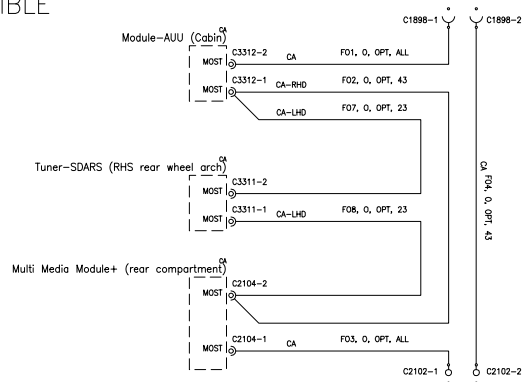 IBLE
C1898-1 C1898-2
Module-AUU (Cabin) CA
MOST C3312-2 CA F01, O, OPT, ALL
MOST C3312-1 CA-RHD F02, O, OPT, 43
CA-LHD F07, O, OPT, 23
Tuner-SDARS (RHS rear wheel arch) CA
MOST C3311-2
MOST C3311-1 CA-LHD F08, O, OPT, 23
CA F04, O, OPT, 43
Multi Media Module+ (rear compartment) CA
MOST C2104-2
MOST C2104-1 CA F03, O, OPT, ALL
C2102-1 C2102-2